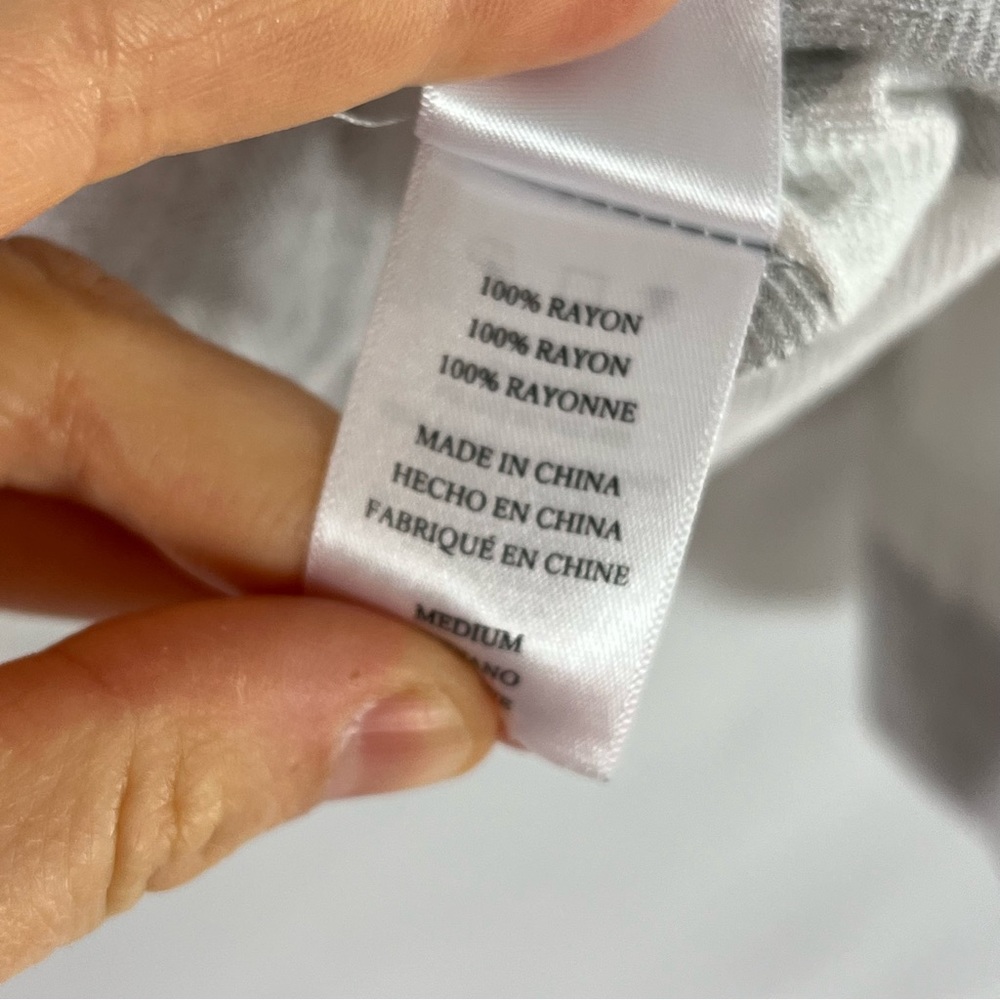 100% RAYON
100% RAYON
100% RAYONNE
MADE IN CHINA
HECHO EN CHINA
FABRIQUÉ EN CHINE
MEDIUM